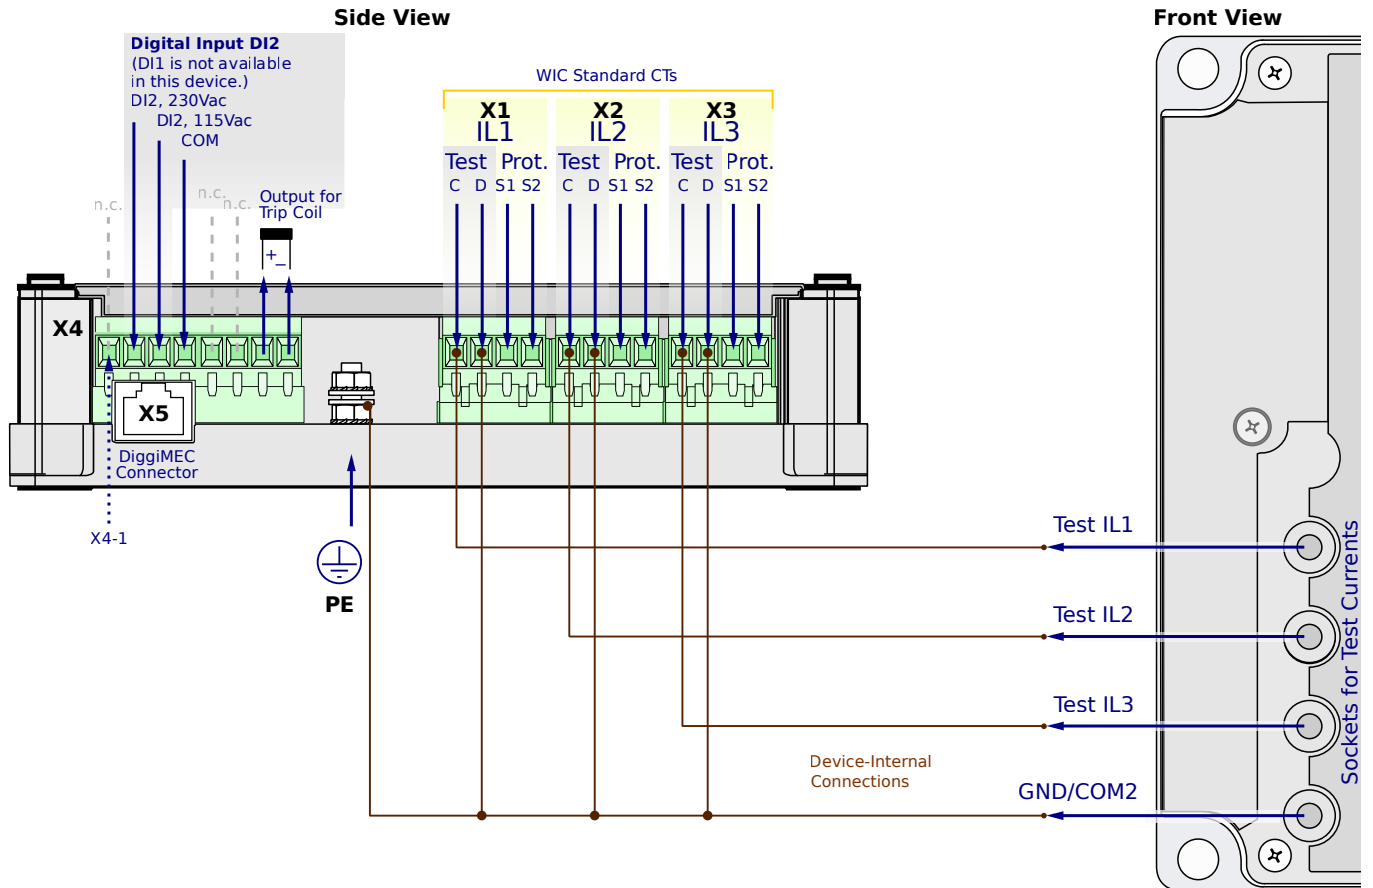 Side View
Front View
Digital Input DI2
(DI1 is not available
in this device.)
DI2, 230Vac
DI2, 115Vac
COM
n.c.
n.c.
n.c.
Output for
Trip Coil
+
–
WIC Standard CTs
X1
IL1
Test Prot.
C D S1 S2
X2
IL2
Test Prot.
C D S1 S2
X3
IL3
Test Prot.
C D S1 S2
X4
X5
DiggiMEC
Connector
X4-1
PE
Test IL1
Test IL2
Test IL3
GND/COM2
Device-Internal
Connections
Sockets for Test Currents